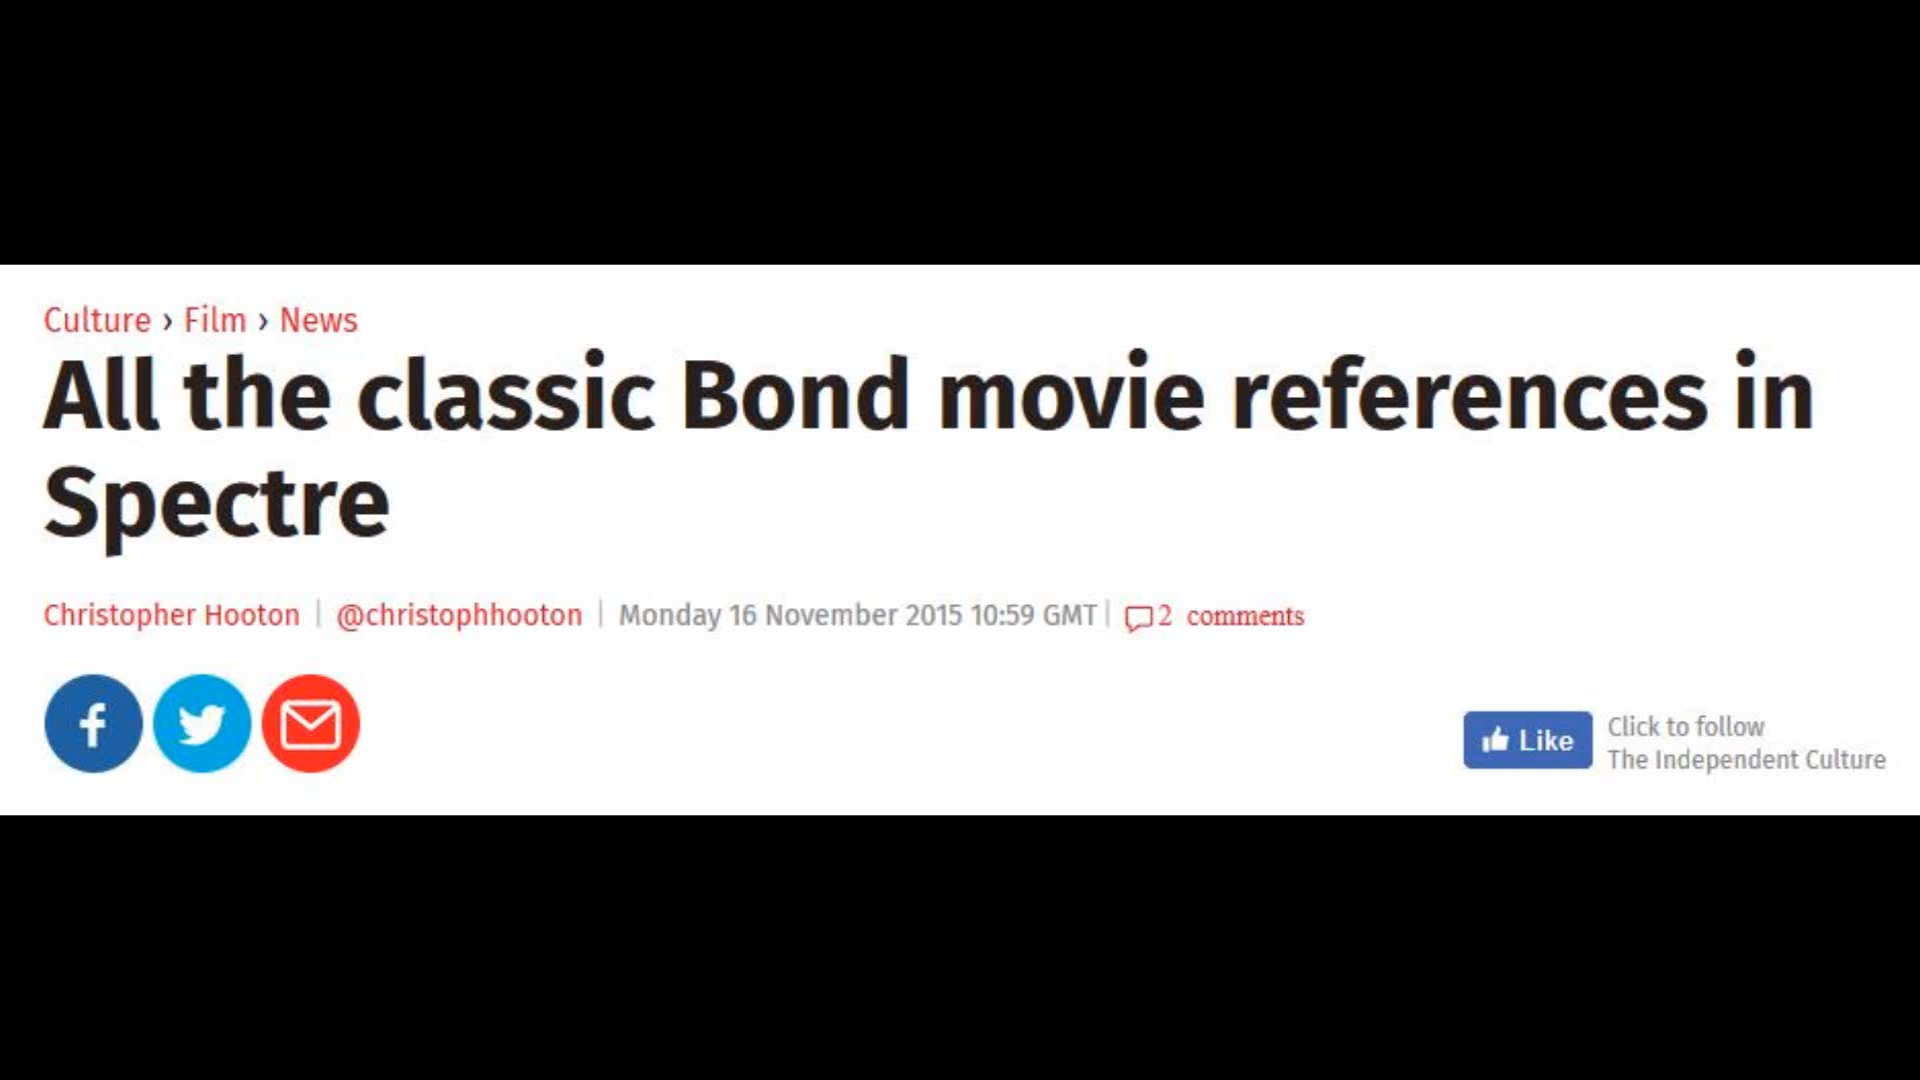 Culture › Film › News
All the classic Bond movie references in
Spectre
Christopher Hooton | @christophhooton | Monday 16 November 2015 10:59 GMT | 2 comments
Like
Click to follow
The Independent Culture